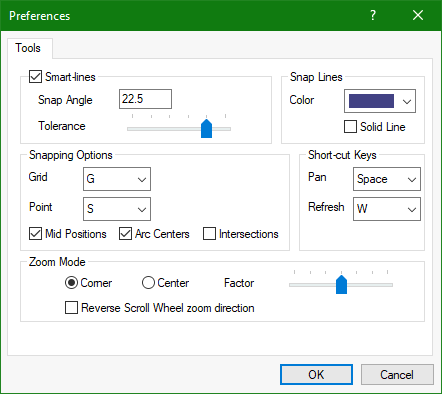 Preferences ?
Tools
Smart-lines
Snap Angle 22.5
Tolerance
Snap Lines
Color
Solid Line
Snapping Options
Grid G
Point S
Mid Positions Arc Centers Intersections
Short-cut Keys
Pan Space
Refresh W
Zoom Mode
Corner Center Factor
Reverse Scroll Wheel zoom direction
OK Cancel